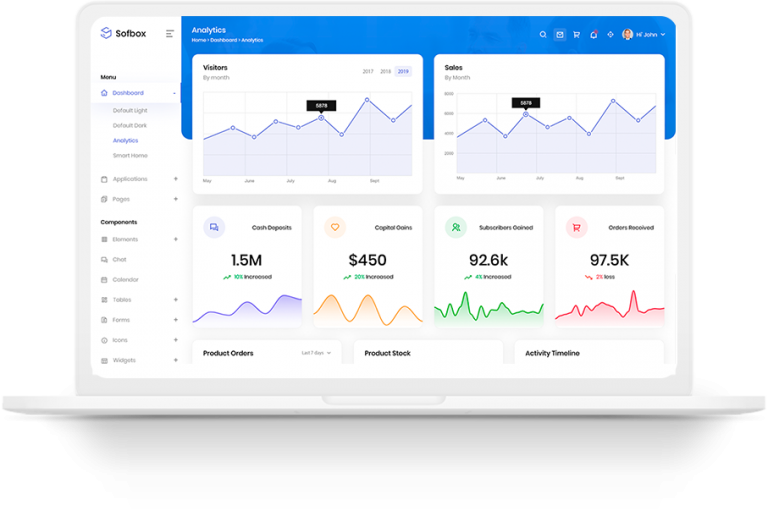 Sofbox
Menu
Dashboard
Default Light
Default Dark
Analytics
Smart Home
Applications
Pages
Components
Elements
Chat
Calendar
Tables
Forms
Icons
Widgets
Analytics
Home • Dashboard • Analytics
Hi' John
Visitors
By month
2017 2018 2019
5878
May June July Aug Sept
Sales
By Month
8000
6000
4000
2000
5878
May June July Aug Sept
Cash Deposits
1.5M
10% Increased
Capital Gains
$450
20% Increased
Subscribers Gained
92.6k
4% Increased
Orders Received
97.5K
2% loss
Product Orders
Last 7 days
Product Stock
Activity Timeline